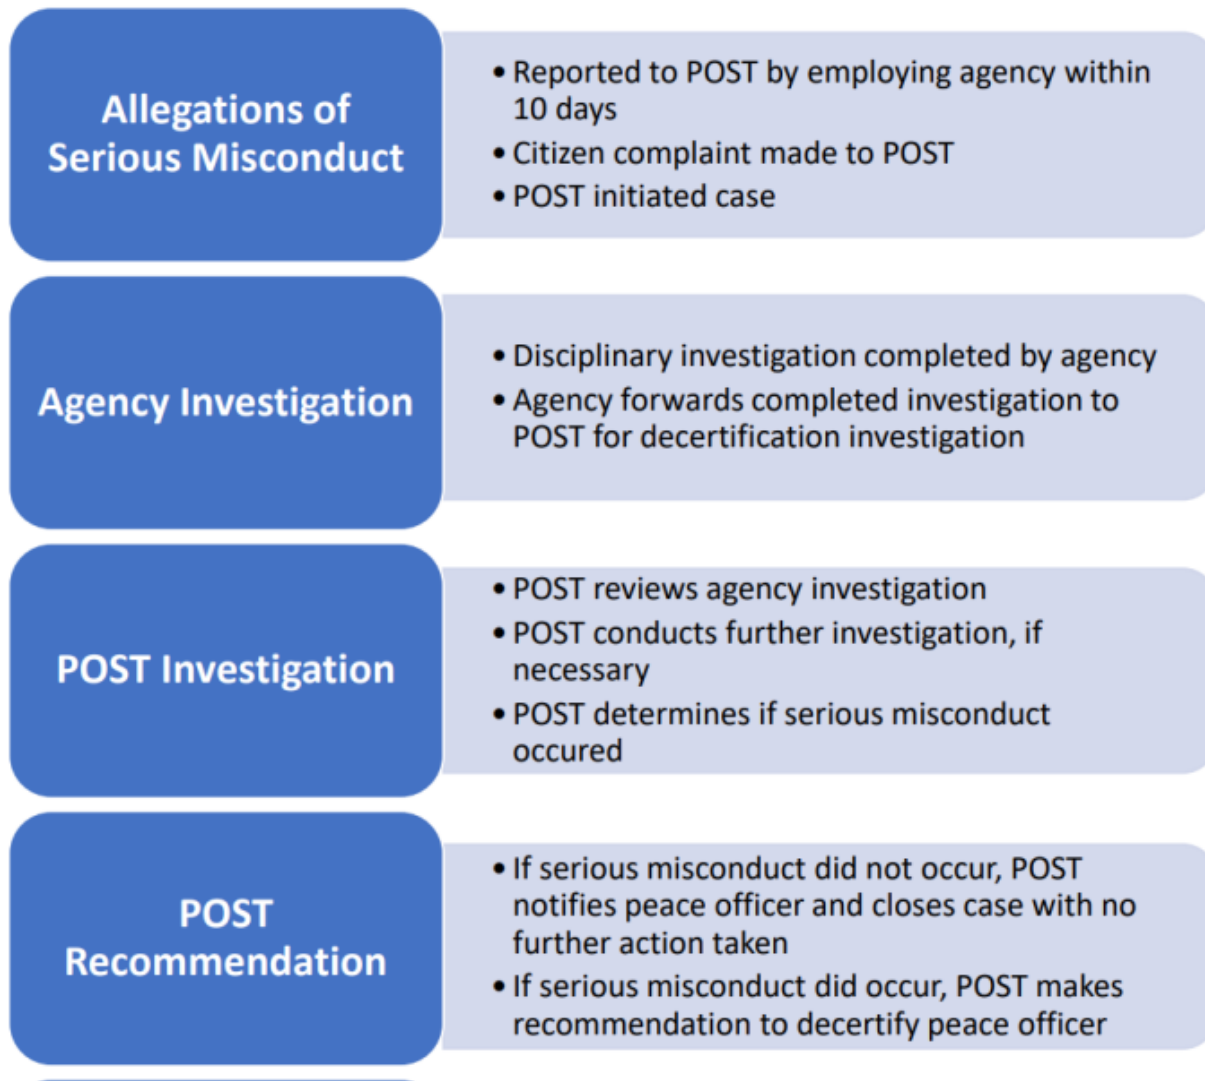 Allegations of
Serious Misconduct
• Reported to POST by employing agency within
10 days
• Citizen complaint made to POST
• POST initiated case
Agency Investigation
• Disciplinary investigation completed by agency
• Agency forwards completed investigation to
POST for decertification investigation
POST Investigation
• POST reviews agency investigation
• POST conducts further investigation, if
necessary
• POST determines if serious misconduct
occured
POST
Recommendation
• If serious misconduct did not occur, POST
notifies peace officer and closes case with no
further action taken
• If serious misconduct did occur, POST makes
recommendation to decertify peace officer